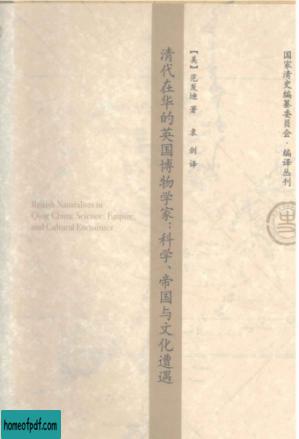 国家清史编纂委员会·编译丛刊
【美】范发迪 著 袁剑 译
清代在华的英国博物学家：科学、帝国与文化遭遇
British Naturalists in
Qing China: Science, Empire,
and Cultural Encounter
homeofpdf.com